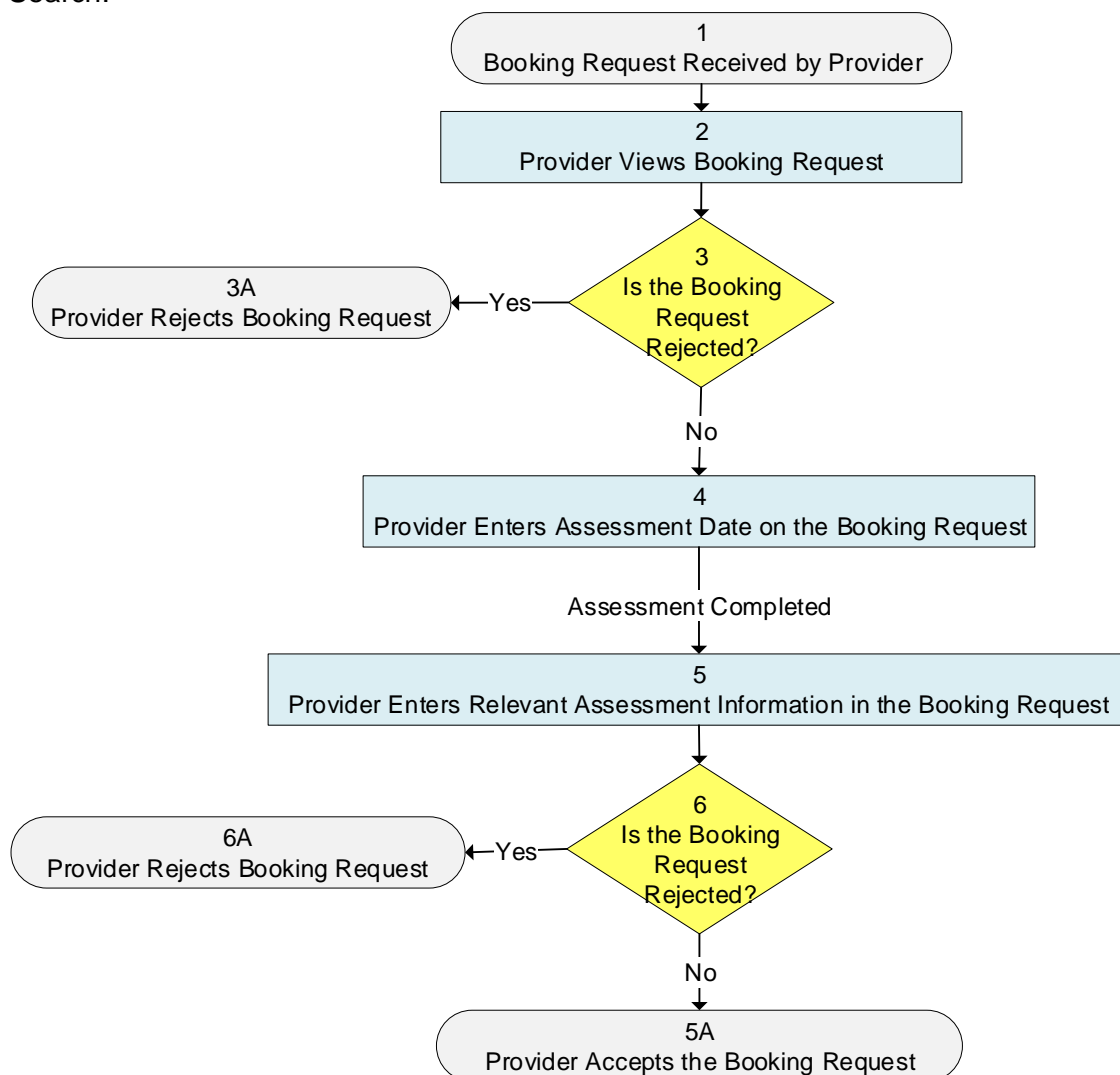 Search.
1
Booking Request Received by Provider
2
Provider Views Booking Request
3
Is the Booking
Request
Rejected?
Yes
3A
Provider Rejects Booking Request
No
4
Provider Enters Assessment Date on the Booking Request
Assessment Completed
5
Provider Enters Relevant Assessment Information in the Booking Request
6
Is the Booking
Request
Rejected?
Yes
6A
Provider Rejects Booking Request
No
5A
Provider Accepts the Booking Request